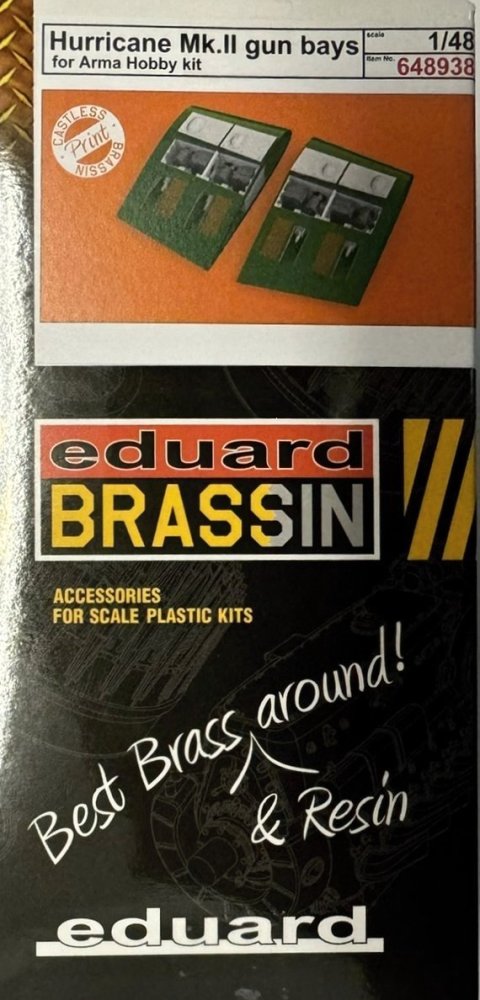 Hurricane Mk.II gun bays
for Arma Hobby kit
scale
1/48
Item No.
648938
CASTLESS
Print
BRASSIN
eduard
BRASSIN
ACCESSORIES
FOR SCALE PLASTIC KITS
Best Brass around!
& Resin
eduard